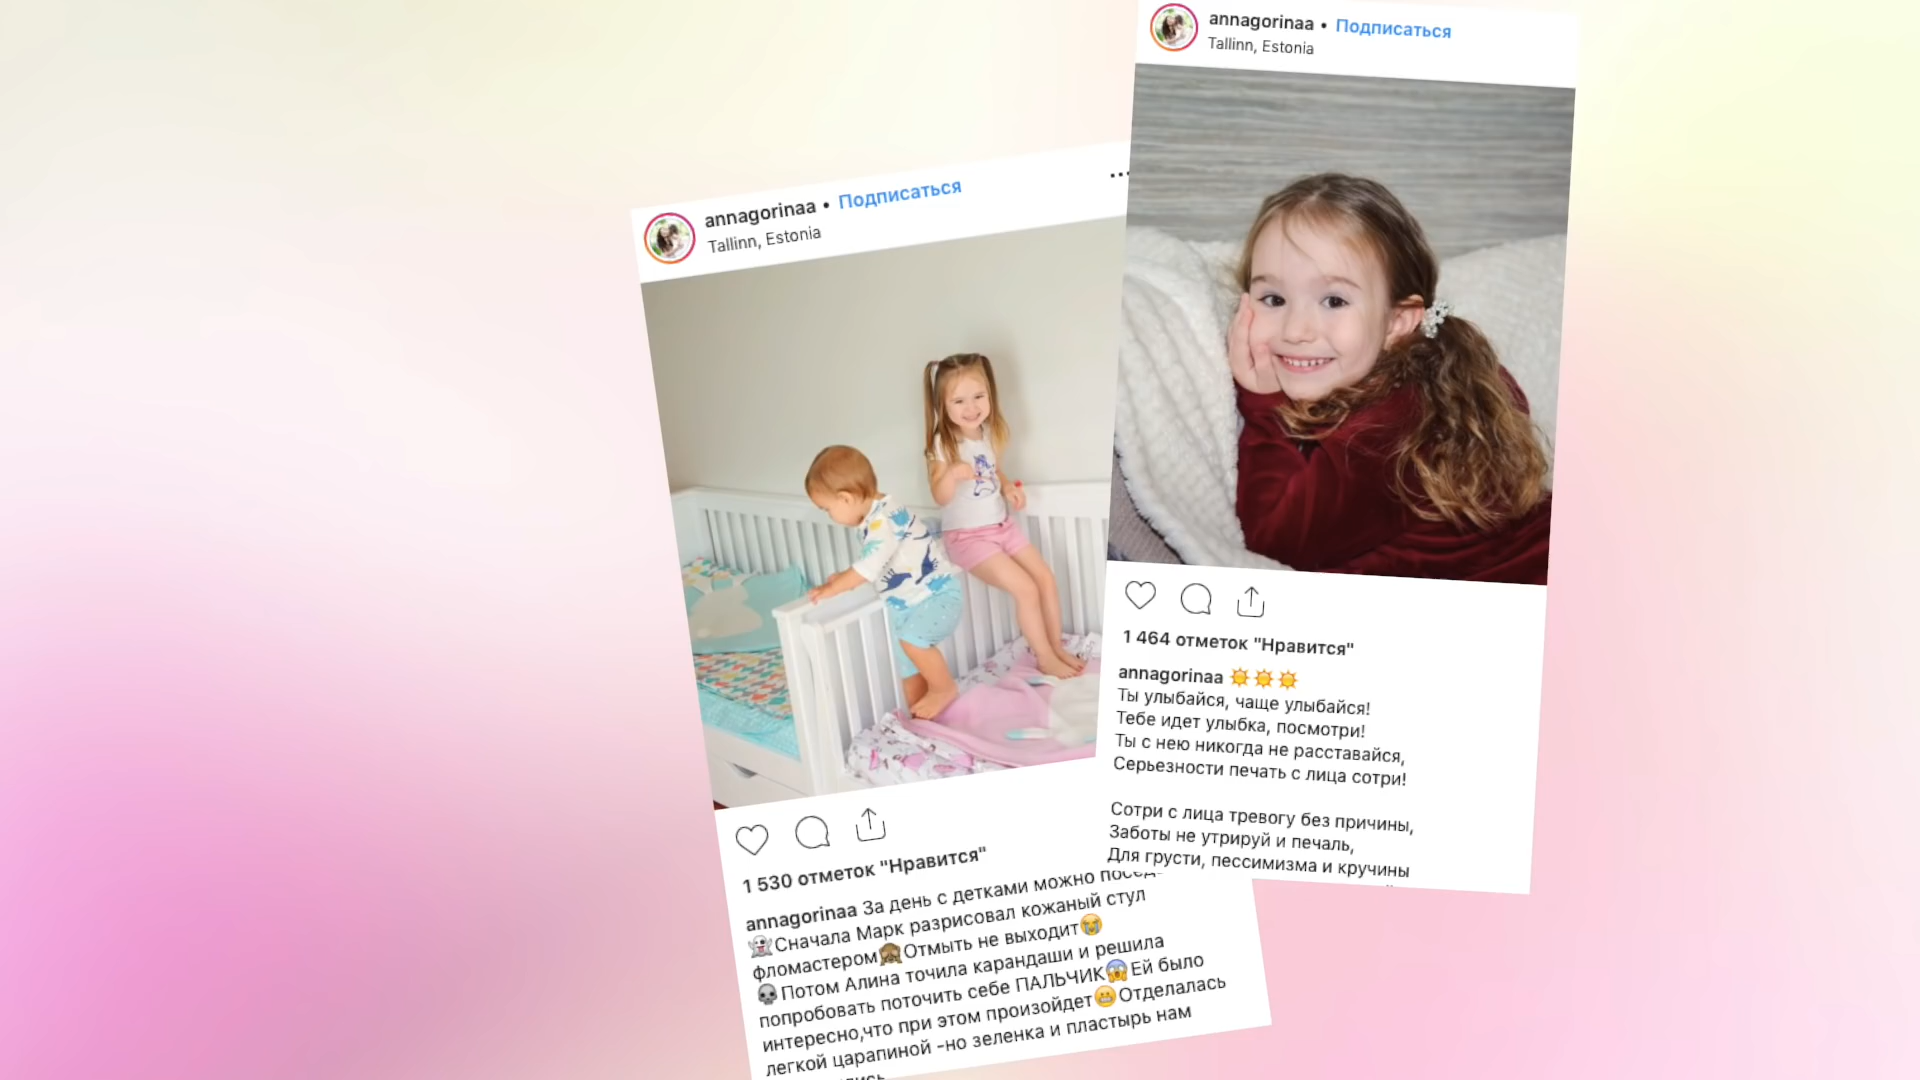 annagorinaa • Подписаться
Tallinn, Estonia
1 530 отметок "Нравится"
annagorinaa За день с детками можно
👻Сначала Марк разрисовал кожаный стул
фломастером🙈Отмыть не выходит😭
💀Потом Алина точила карандаши и решила
попробовать поточить себе ПАЛЬЧИК😱Ей было
интересно,что при этом произойдет😬Отделалась
легкой царапиной -но зеленка и пластырь нам
annagorinaa • Подписаться
Tallinn, Estonia
1 464 отметок "Нравится"
annagorinaa ☀️☀️☀️
Ты улыбайся, чаще улыбайся!
Тебе идет улыбка, посмотри!
Ты с нею никогда не расставайся,
Серьезности печать с лица сотри!
Сотри с лица тревогу без причины,
Заботы не утрируй и печаль,
Для грусти, пессимизма и кручины